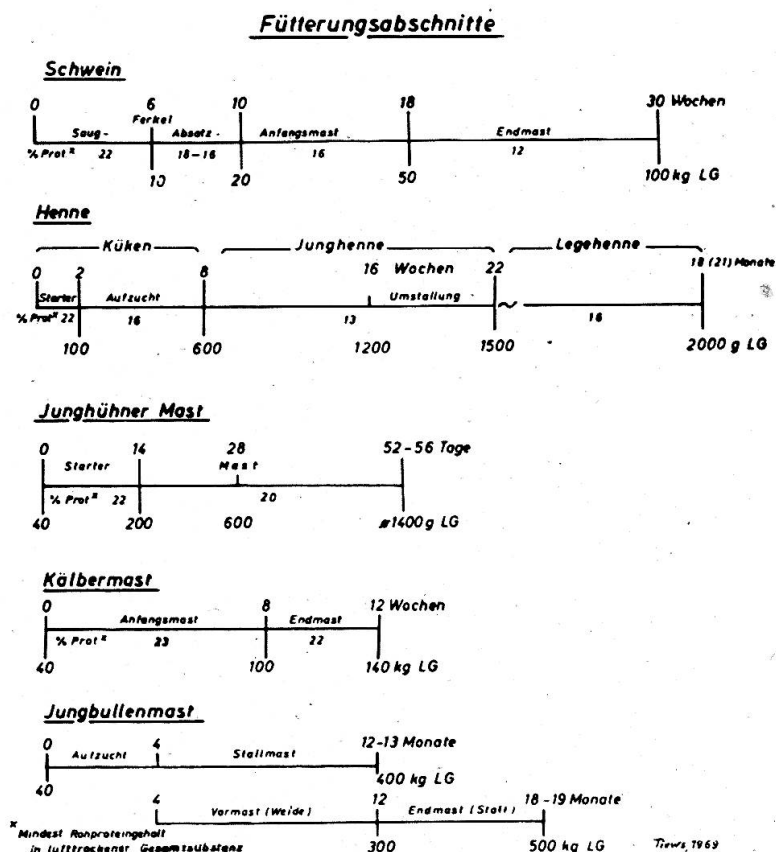 Fütterungsabschnitte
Schwein
0 6 10 18 30 Wochen
Ferkel
Saug - Absatz - Anfangsmast Endmast
% Prot x 22 18-16 16 12
10 20 50 100 kg LG
Henne
Küken Junghenne Legehenne
0 2 8 16 Wochen 22 18 (21) Monate
Starter Aufzucht Umstallung
% Prot x 22 16 13 16
100 600 1200 1500 2000 g LG
Junghühner Mast
0 14 28 52-56 Tage
Starter Mast
% Prot x 22 20
40 200 600 1400 g LG
Kälbermast
0 8 12 Wochen
Anfangsmast Endmast
% Prot x 23 22
40 100 140 kg LG
Jungbullenmast
0 4 12-13 Monate
Aufzucht Stallmast
40 400 kg LG
4 12 18-19 Monate
Vormast (Weide) Endmast (Stall)
300 500 kg LG
x Mindest Rohproteingehalt
in lufttrockener Gesamtsubstanz
Tiews, 1969